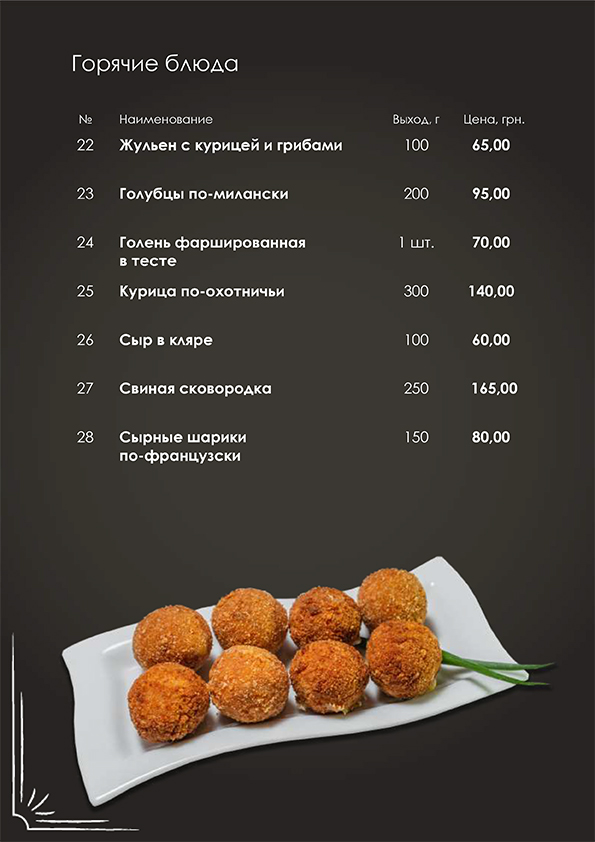 Горячие блюда
№ Наименование Выход, г Цена, грн.
22 Жульен с курицей и грибами 100 65,00
23 Голубцы по-милански 200 95,00
24 Голень фаршированная 1 шт. 70,00
в тесте
25 Курица по-охотничьи 300 140,00
26 Сыр в кляре 100 60,00
27 Свиная сковородка 250 165,00
28 Сырные шарики 150 80,00
по-французски